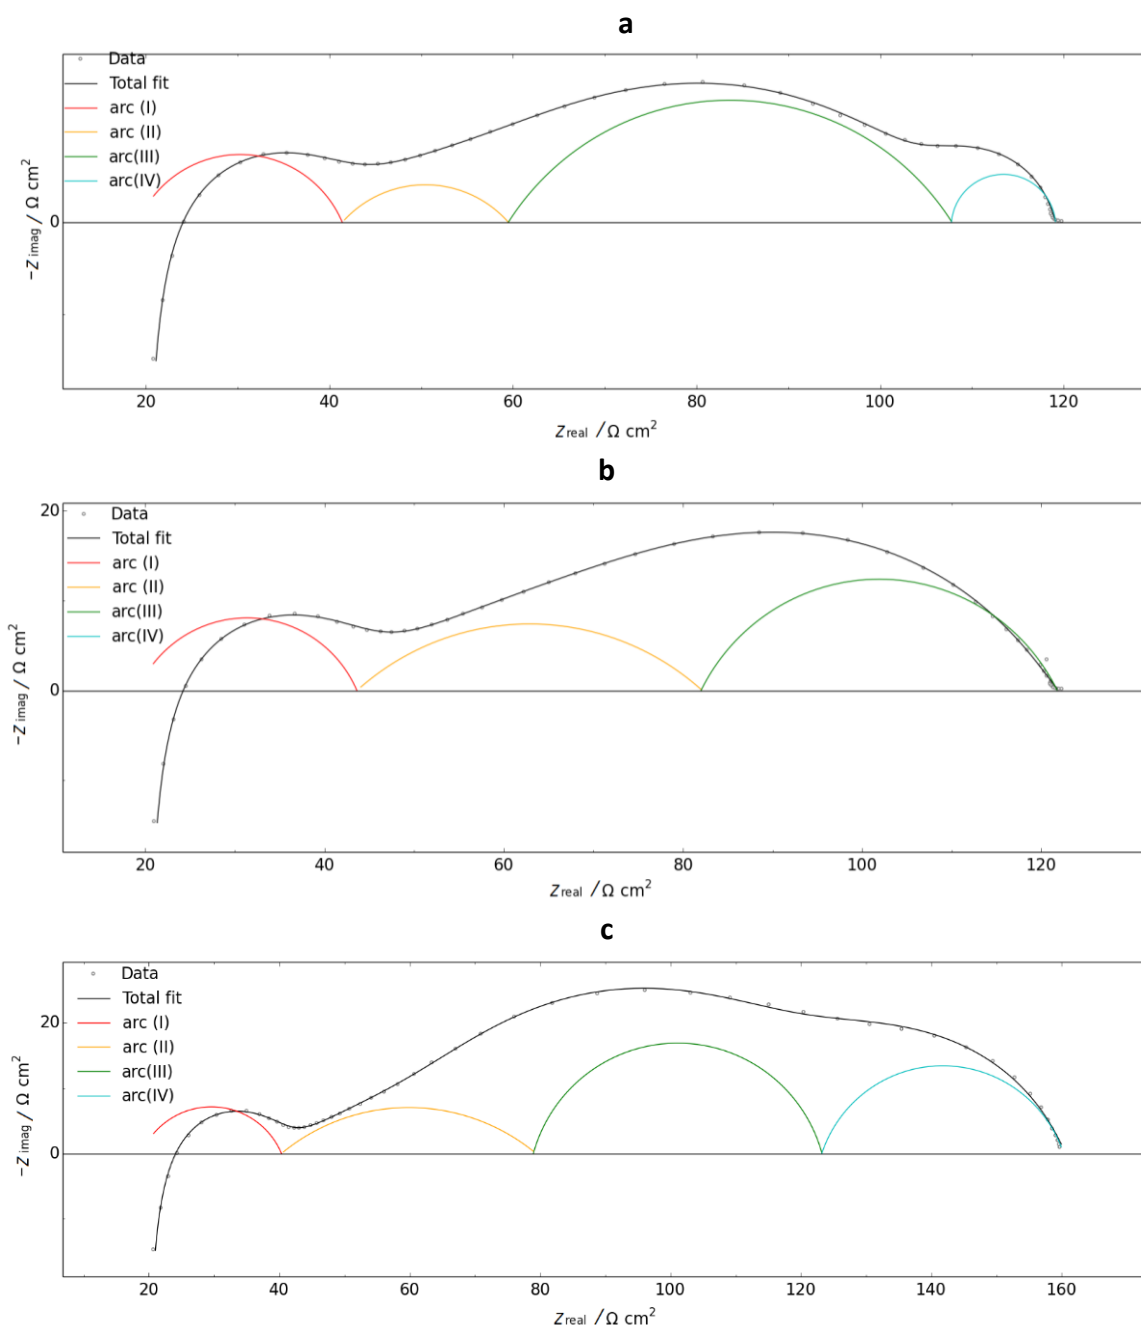 a
Data
Total fit
arc (I)
arc (II)
arc(III)
arc(IV)
0
-Z imag / Ω cm²
20 40 60 80 100 120
Z real / Ω cm²
b
20
Data
Total fit
arc (I)
arc (II)
arc(III)
arc(IV)
0
-Z imag / Ω cm²
20 40 60 80 100 120
Z real / Ω cm²
c
Data
Total fit
20
arc (I)
arc (II)
arc(III)
arc(IV)
0
-Z imag / Ω cm²
20 40 60 80 100 120 140 160
Z real / Ω cm²